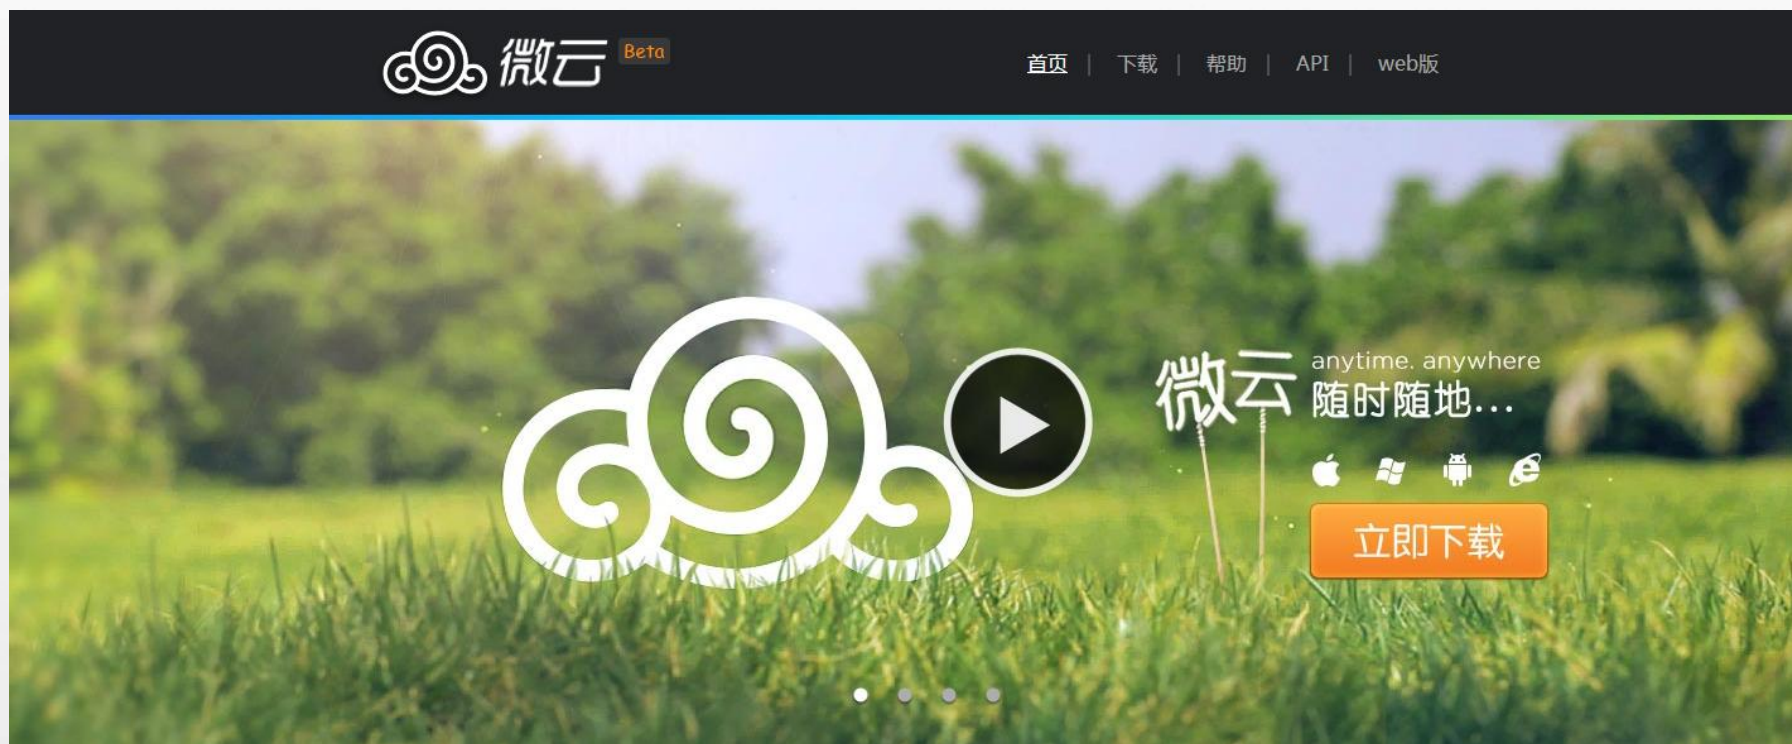 微云 Beta
首页 | 下载 | 帮助 | API | web版
微云
anytime. anywhere
随时随地...
立即下载